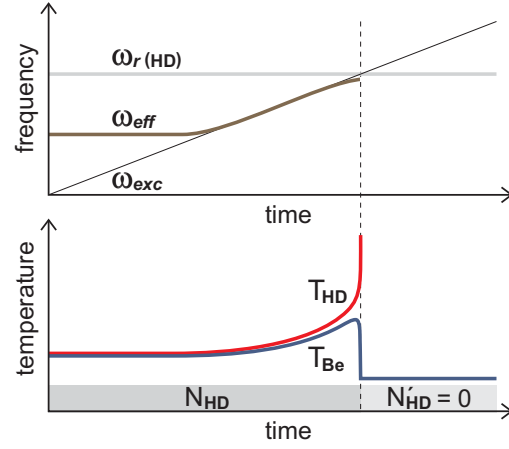 frequency
ω_r (HD)
ω_eff
ω_exc
time
temperature
T_HD
T_Be
N_HD
N′_HD = 0
time